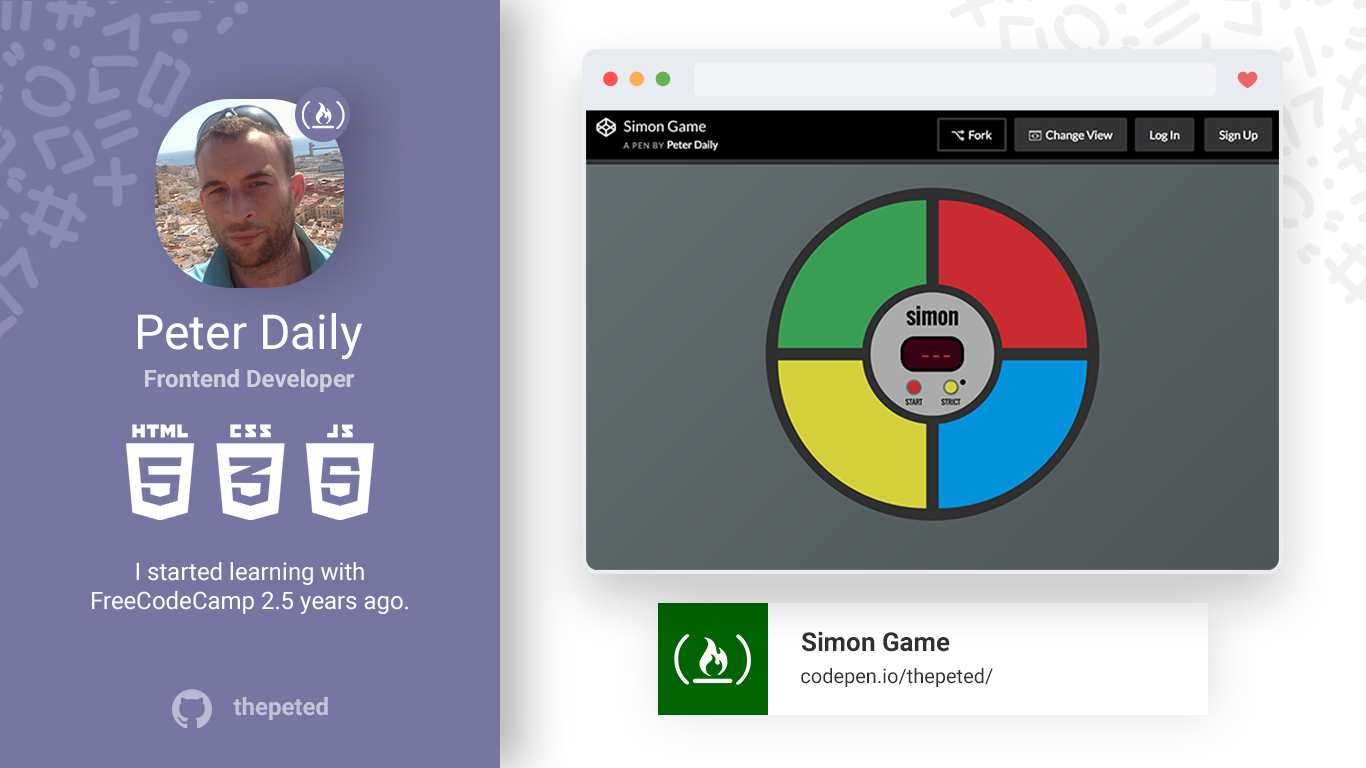 Peter Daily
Frontend Developer
HTML CSS JS
5 3 5
I started learning with
FreeCodeCamp 2.5 years ago.
thepeted
Simon Game
A PEN BY Peter Daily
Fork Change View Log In Sign Up
simon
---
START STRICT
Simon Game
codepen.io/thepeted/